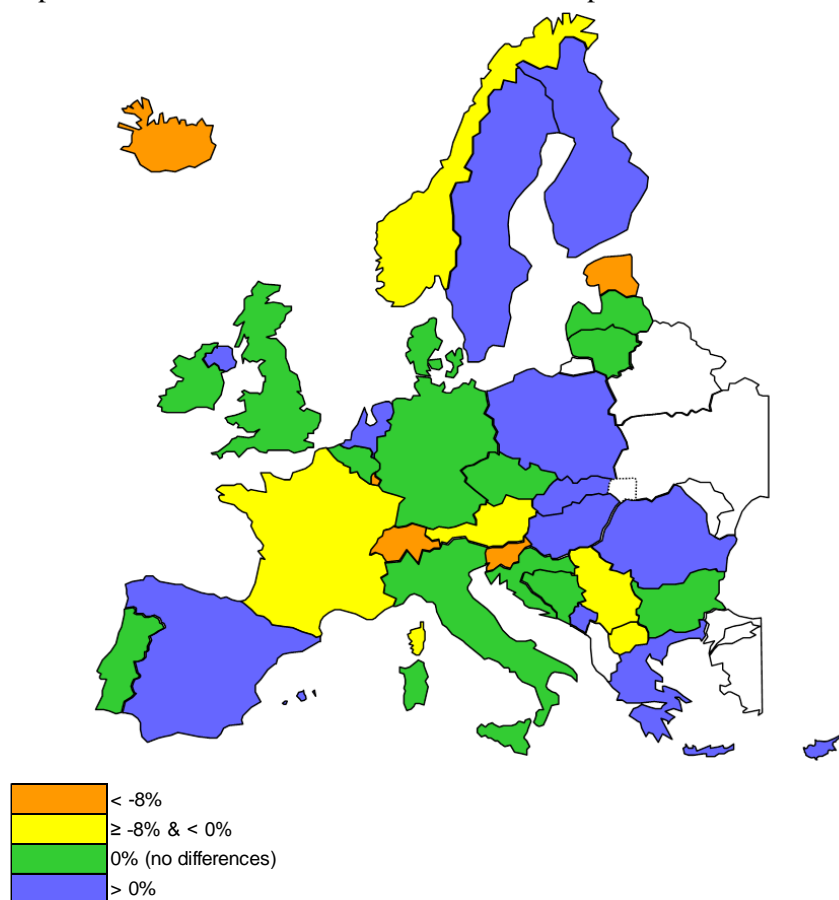 < -8%
≥ -8% & < 0%
0% (no differences)
> 0%